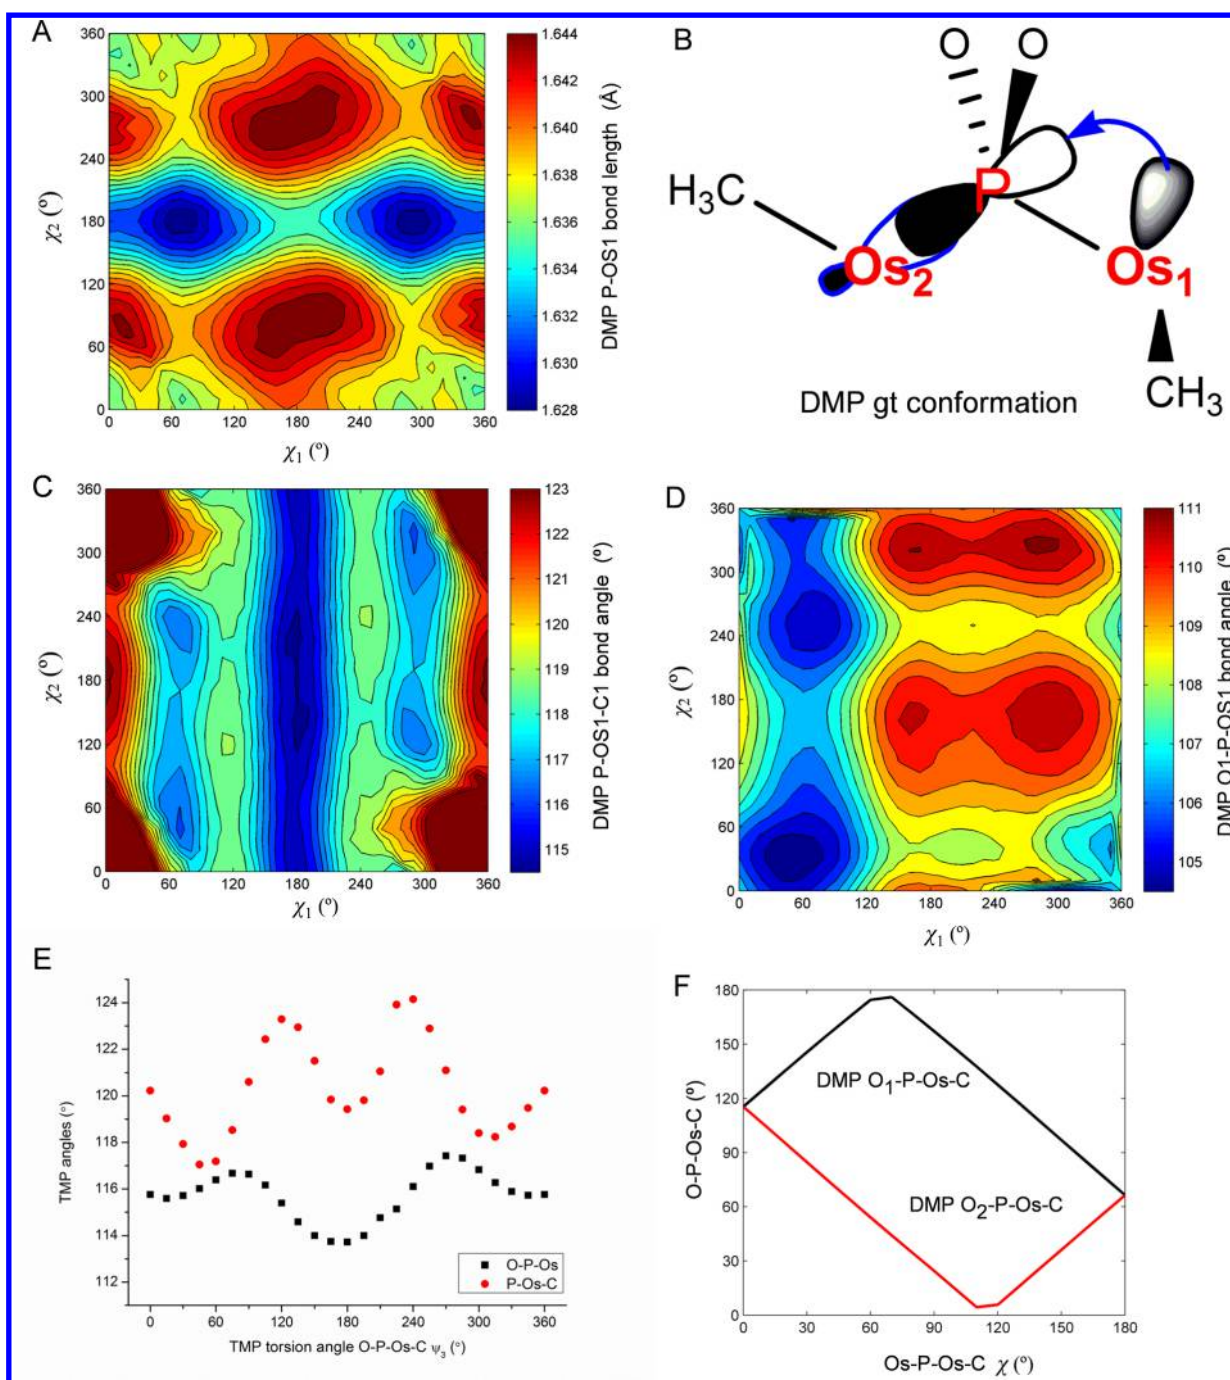 A
360
300
240
180
120
60
0
χ2 (º)
0 60 120 180 240 300 360
χ1 (º)
1.644
1.642
1.640
1.638
1.636
1.634
1.632
1.630
1.628
DMP P-OS1 bond length (Å)
B
O O
P
H3C
Os2 Os1
CH3
DMP gt conformation
C
360
300
240
180
120
60
0
χ2 (º)
0 60 120 180 240 300 360
χ1 (º)
123
122
121
120
119
118
117
116
115
DMP P-OS1-C1 bond angle (º)
D
360
300
240
180
120
60
0
χ2 (º)
0 60 120 180 240 300 360
χ1 (º)
111
110
109
108
107
106
105
DMP O1-P-OS1 bond angle (º)
E
124
122
120
118
116
114
112
TMP angles (°)
O-P-Os
P-Os-C
0 60 120 180 240 300 360
TMP torsion angle O-P-Os-C ψ3 (°)
F
180
150
120
90
60
30
0
O-P-Os-C (º)
DMP O1-P-Os-C
DMP O2-P-Os-C
0 30 60 90 120 150 180
Os-P-Os-C χ (º)